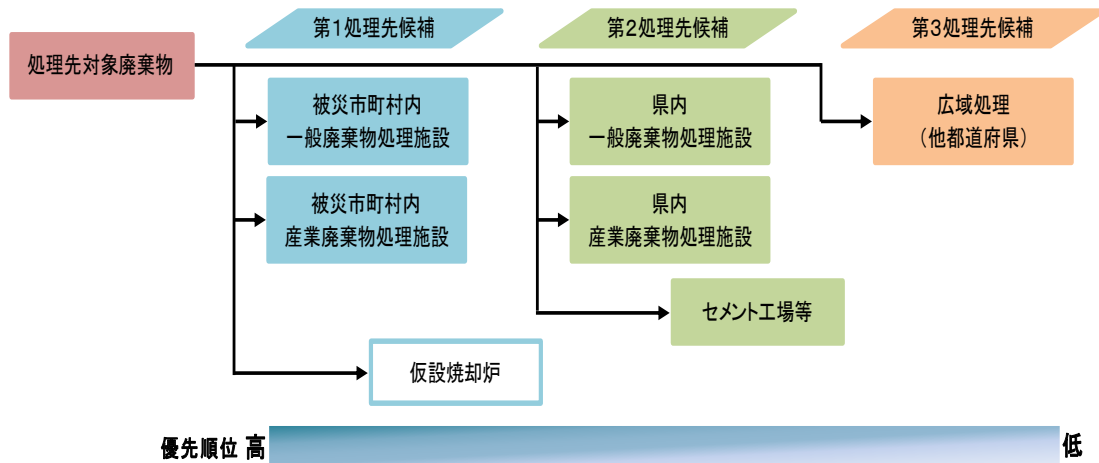 第1処理先候補
第2処理先候補
第3処理先候補
処理先対象廃棄物
被災市町村内
一般廃棄物処理施設
県内
一般廃棄物処理施設
広域処理
(他都道府県)
被災市町村内
産業廃棄物処理施設
県内
産業廃棄物処理施設
セメント工場等
仮設焼却炉
優先順位 高
低